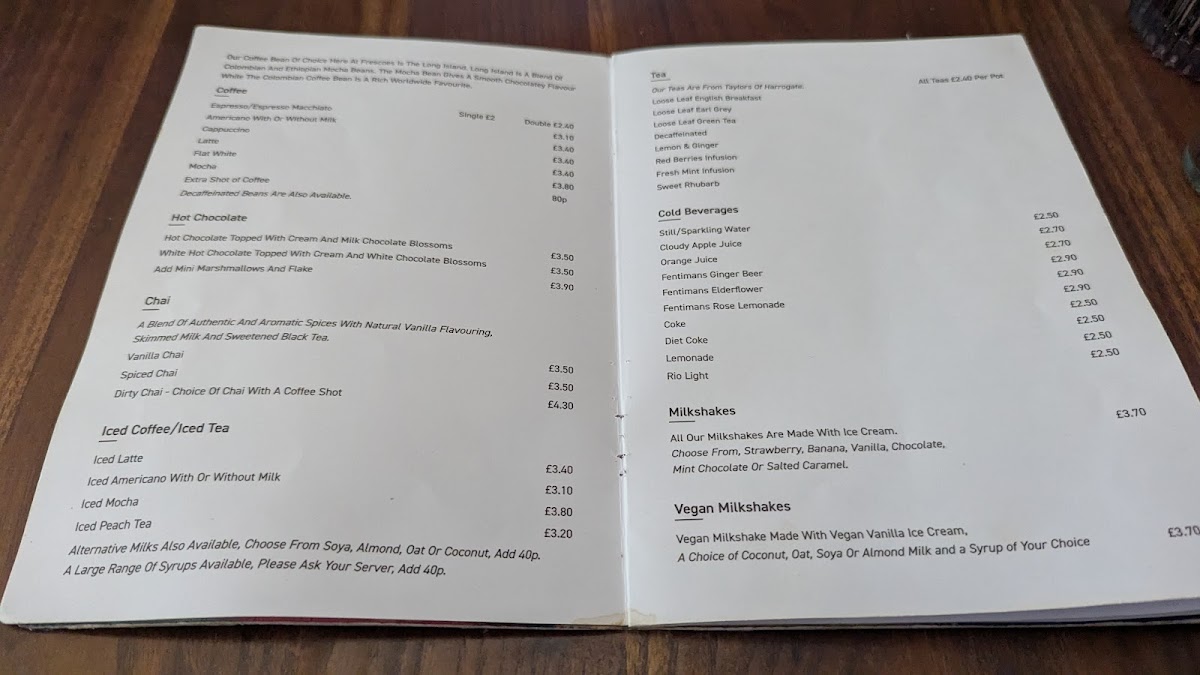 Our Coffee Bean Of Choice Here At Frescoes Is The Long Island. Long Island Is A Blend Of
Colombian And Ethiopian Mocha Beans. The Mocha Bean Gives A Smooth Chocolatey Flavour
While The Colombian Coffee Bean Is A Rich Worldwide Favourite.
Coffee
Espresso/Espresso Macchiato Single £2 Double £2.40
Americano With Or Without Milk £3.10
Cappuccino £3.40
Latte £3.40
Flat White £3.40
Mocha £3.80
Extra Shot of Coffee 80p
Decaffeinated Beans Are Also Available.
Hot Chocolate
Hot Chocolate Topped With Cream And Milk Chocolate Blossoms £3.50
White Hot Chocolate Topped With Cream And White Chocolate Blossoms £3.50
Add Mini Marshmallows And Flake £3.90
Chai
A Blend Of Authentic And Aromatic Spices With Natural Vanilla Flavouring,
Skimmed Milk And Sweetened Black Tea.
Vanilla Chai £3.50
Spiced Chai £3.50
Dirty Chai - Choice Of Chai With A Coffee Shot £4.30
Iced Coffee/Iced Tea
Iced Latte £3.40
Iced Americano With Or Without Milk £3.10
Iced Mocha £3.80
Iced Peach Tea £3.20
Alternative Milks Also Available, Choose From Soya, Almond, Oat Or Coconut, Add 40p.
A Large Range Of Syrups Available, Please Ask Your Server, Add 40p.
Tea All Teas £2.40 Per Pot
Our Teas Are From Taylors Of Harrogate.
Loose Leaf English Breakfast
Loose Leaf Earl Grey
Loose Leaf Green Tea
Decaffeinated
Lemon & Ginger
Red Berries Infusion
Fresh Mint Infusion
Sweet Rhubarb
Cold Beverages
Still/Sparkling Water £2.50
Cloudy Apple Juice £2.70
Orange Juice £2.70
Fentimans Ginger Beer £2.90
Fentimans Elderflower £2.90
Fentimans Rose Lemonade £2.90
Coke £2.50
Diet Coke £2.50
Lemonade £2.50
Rio Light £2.50
Milkshakes £3.70
All Our Milkshakes Are Made With Ice Cream.
Choose From, Strawberry, Banana, Vanilla, Chocolate,
Mint Chocolate Or Salted Caramel.
Vegan Milkshakes
Vegan Milkshake Made With Vegan Vanilla Ice Cream, £3.70
A Choice of Coconut, Oat, Soya Or Almond Milk and a Syrup of Your Choice